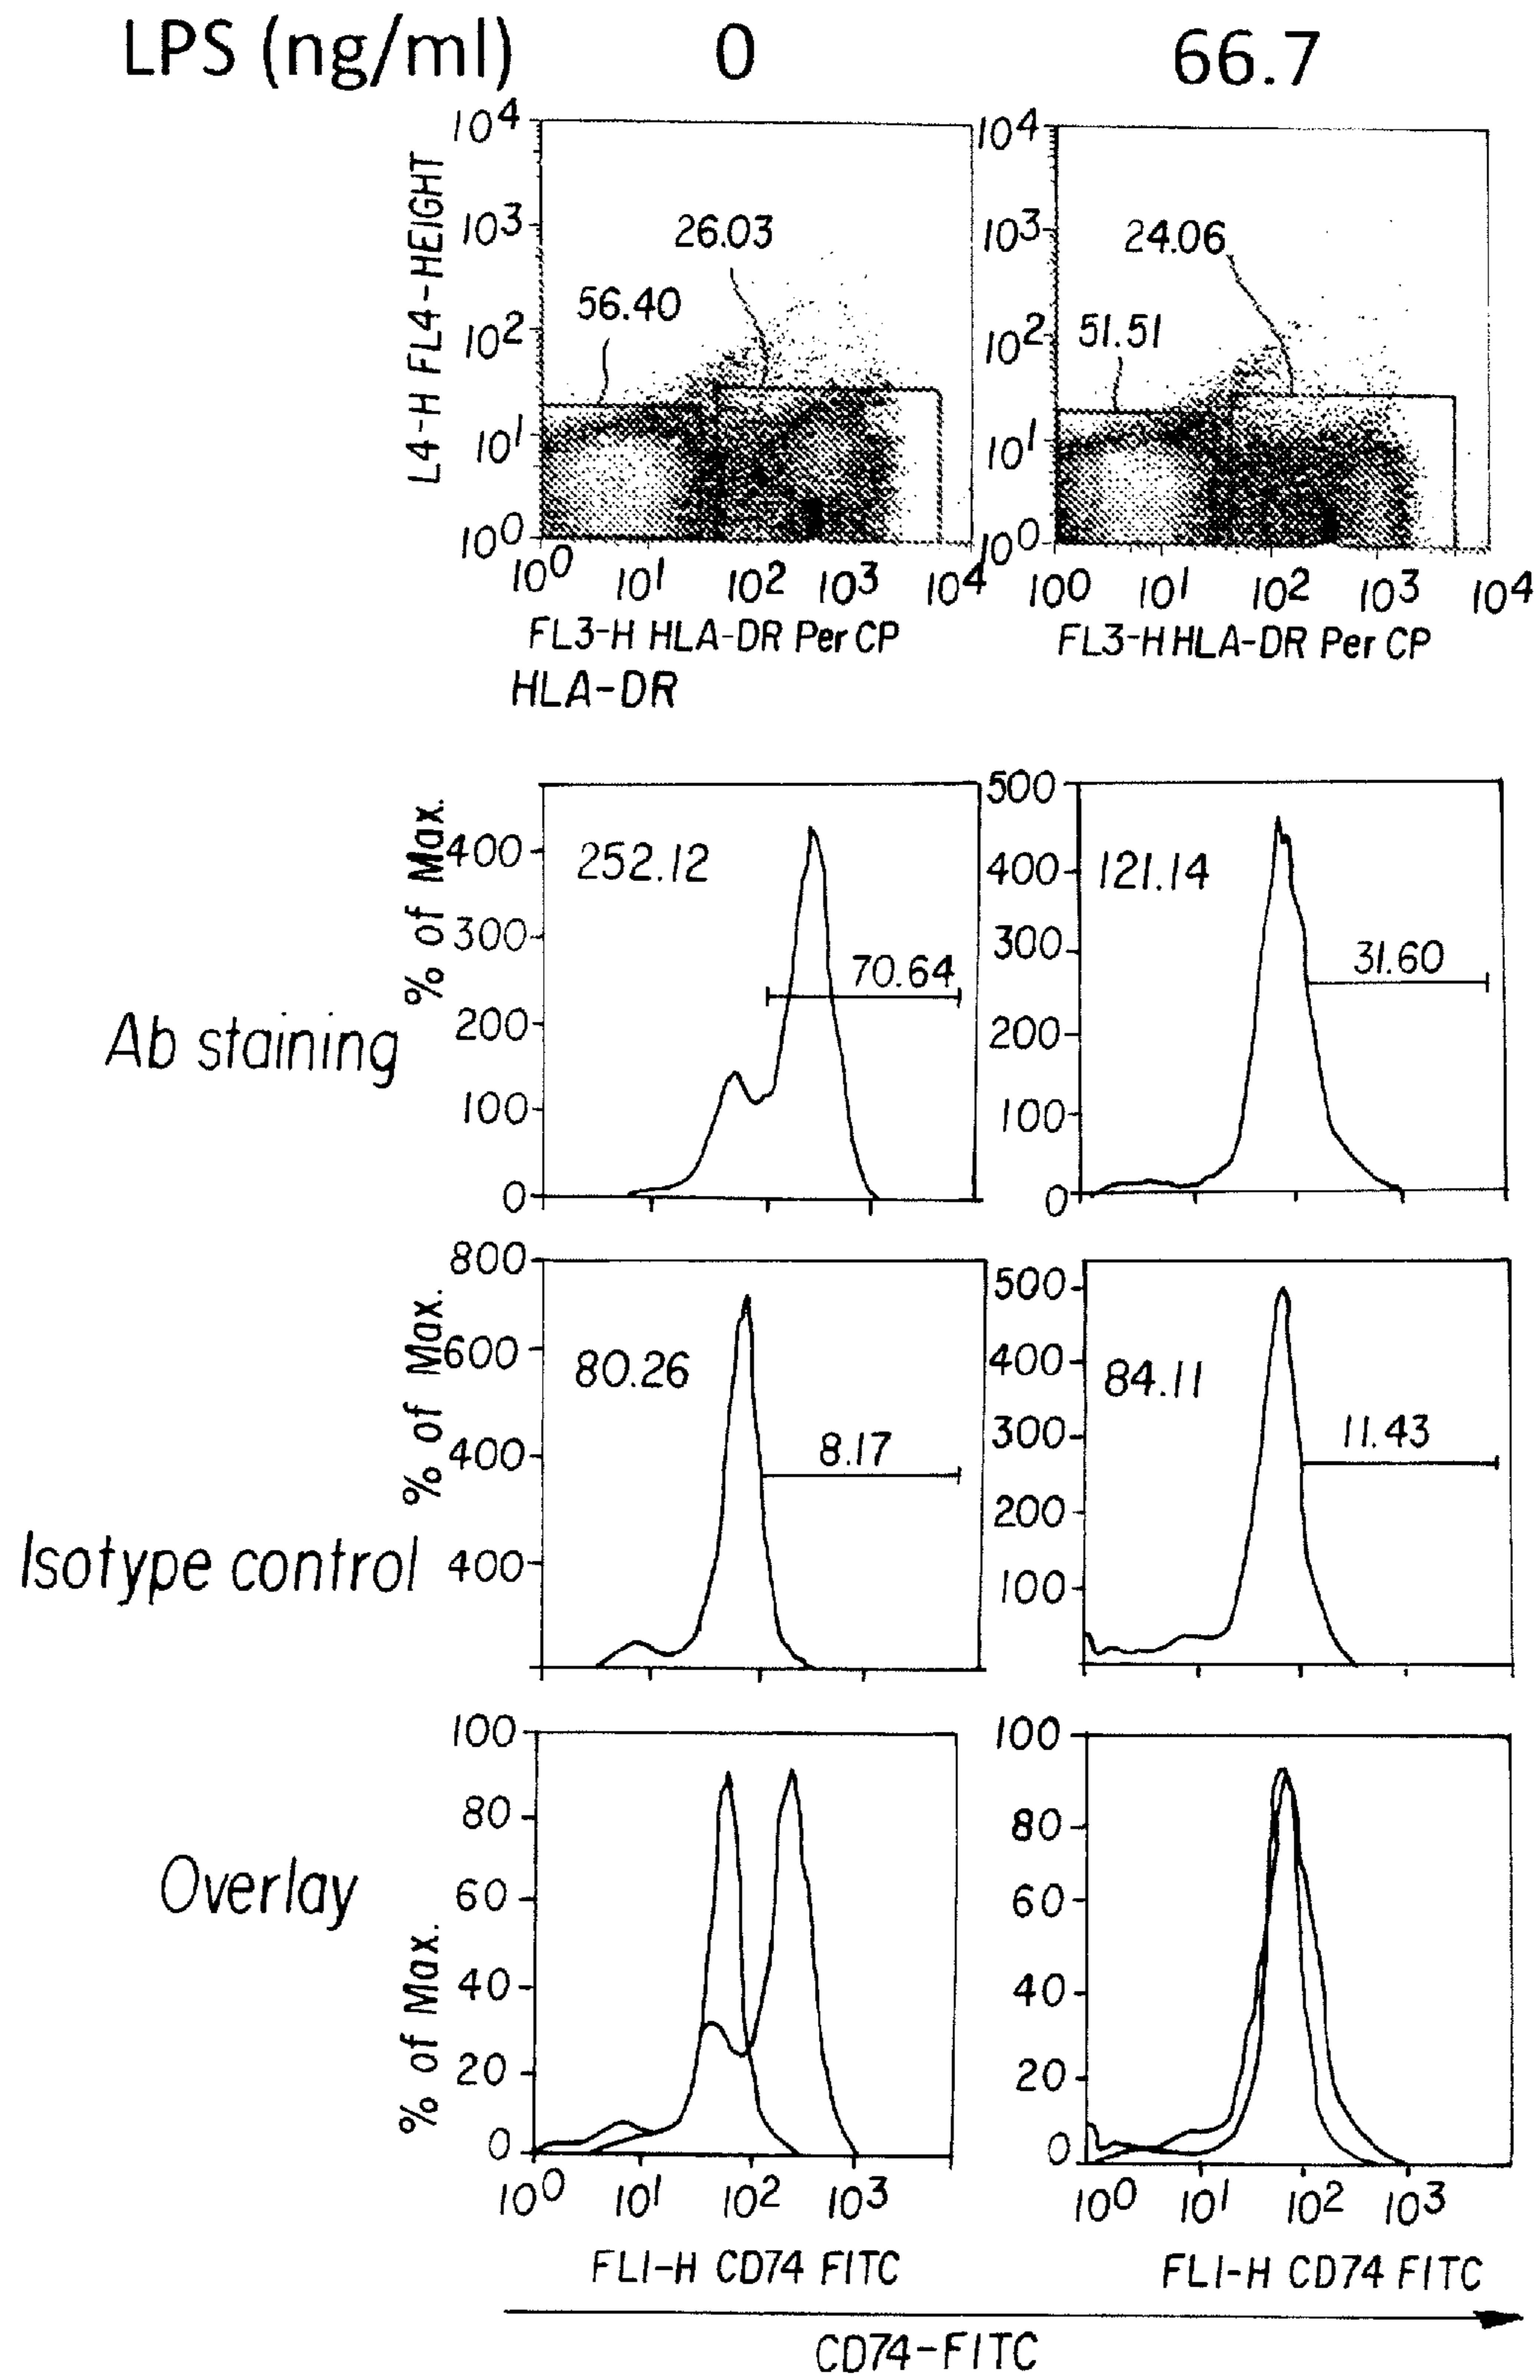 LPS (ng/ml) 0 66.7
L4-H FL4-HEIGHT
10⁴ 10³ 10² 10¹ 10⁰
56.40 26.03
10⁰ 10¹ 10² 10³ 10⁴
FL3-H HLA-DR Per CP
HLA-DR
10⁴ 10³ 10² 10¹ 10⁰
51.51 24.06
10⁰ 10¹ 10² 10³ 10⁴
FL3-H HLA-DR Per CP
Ab staining
% of Max.
400 300 200 100 0
252.12
70.64
500 400 300 200 100 0
121.14
31.60
Isotype control
% of Max.
800 600 400 400
80.26
8.17
500 400 300 200 100
84.11
11.43
Overlay
% of Max.
100 80 60 40 20 0
10⁰ 10¹ 10² 10³
FL1-H CD74 FITC
100 80 60 40 20 0
10⁰ 10¹ 10² 10³
FL1-H CD74 FITC
CD74-FITC